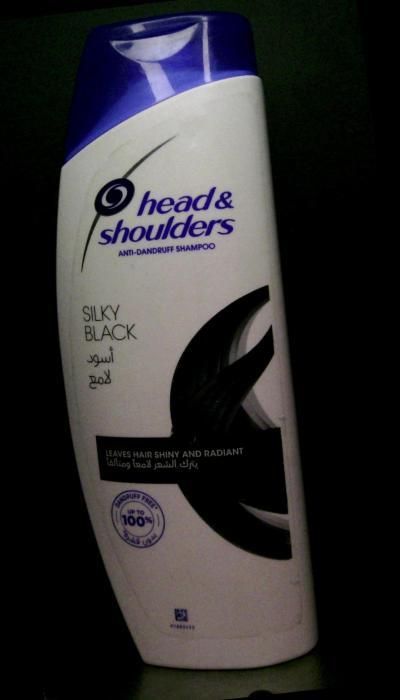 head &
shoulders
ANTI-DANDRUFF SHAMPOO
SILKY
BLACK
أسود
لامع
LEAVES HAIR SHINY AND RADIANT
يترك الشعر لامعاً ومتألقاً
DANDRUFF FREE*
UP TO
100%